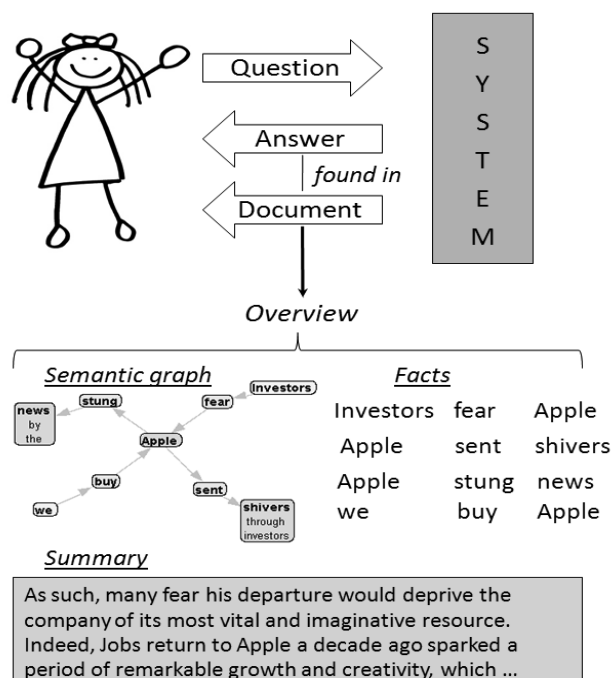 Question
Answer
found in
Document
S
Y
S
T
E
M
Overview
Semantic graph
Investors
fear
stung
news
by
the
Apple
buy
we
sent
shivers
through
investors
Facts
Investors fear Apple
Apple sent shivers
Apple stung news
we buy Apple
Summary
As such, many fear his departure would deprive the
company of its most vital and imaginative resource.
Indeed, Jobs return to Apple a decade ago sparked a
period of remarkable growth and creativity, which ...